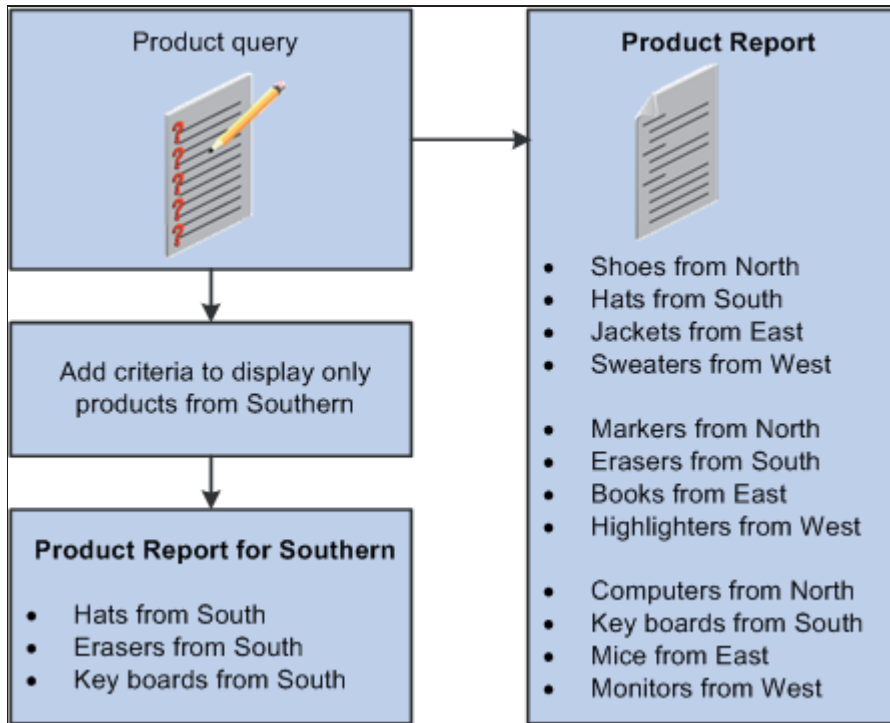 Product query
Add criteria to display only
products from Southern
Product Report for Southern
• Hats from South
• Erasers from South
• Key boards from South
Product Report
• Shoes from North
• Hats from South
• Jackets from East
• Sweaters from West
• Markers from North
• Erasers from South
• Books from East
• Highlighters from West
• Computers from North
• Key boards from South
• Mice from East
• Monitors from West